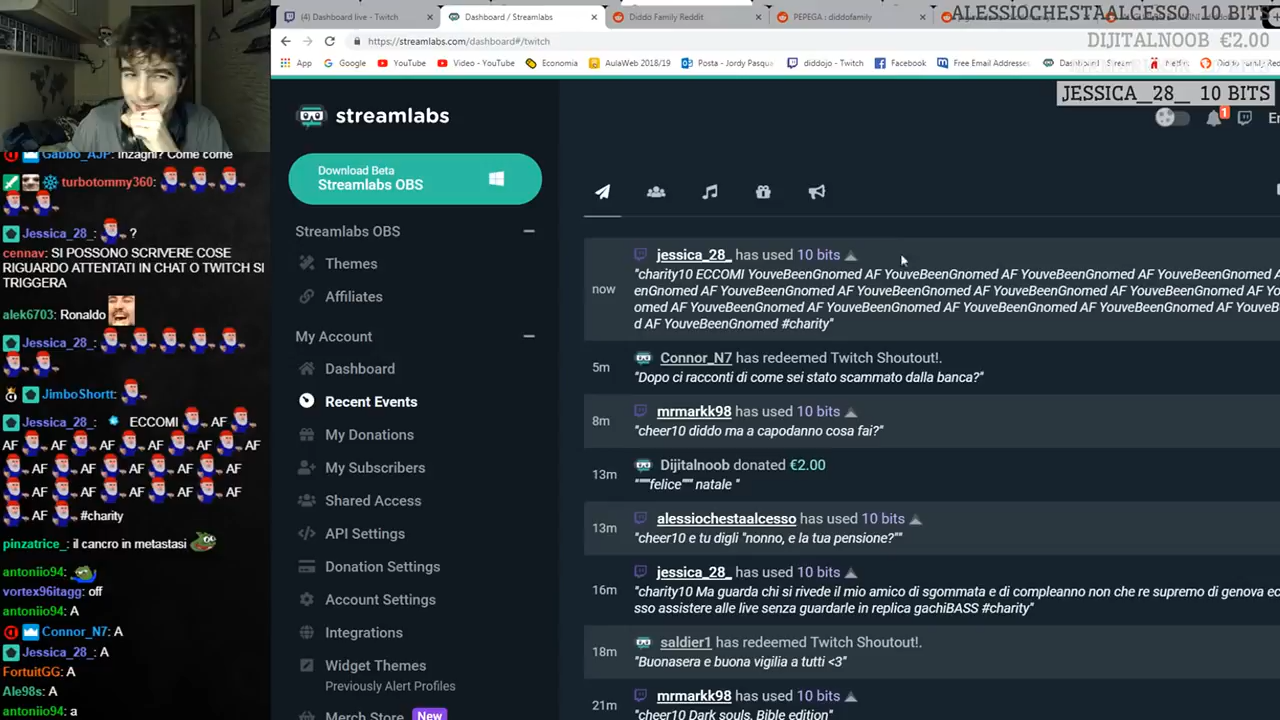 (4) Dashboard live - Twitch
Dashboard / Streamlabs
Diddo Family Reddit
PEPEGA : diddofamily
ALESSIOCHESTAALCESSO 10 BITS
DIJITALNOOB €2.00
JESSICA_28_ 10 BITS
https://streamlabs.com/dashboard#/twitch
App
Google
YouTube
Video - YouTube
Economia
AulaWeb 2018/19
Posta - Jordy Pasqua
diddojo - Twitch
Facebook
Free Email Addresses
Gabbo_AJP: Inzaghi? Come come
turbotommy360:
Jessica_28_: ?
cennav: SI POSSONO SCRIVERE COSE
RIGUARDO ATTENTATI IN CHAT O TWITCH SI
TRIGGERA
alek6703: Ronaldo
Jessica_28_:
JimboShortt:
Jessica_28_: ECCOMI AF
AF AF AF AF AF AF
AF AF AF AF AF
AF AF AF AF AF
AF #charity
pinzatrice_: il cancro in metastasi
antoniio94:
vortex96itagg: off
antoniio94: A
Connor_N7: A
Jessica_28_: A
FortuitGG: A
Ale98s: A
antoniio94: a
streamlabs
Download Beta
Streamlabs OBS
Streamlabs OBS
Themes
Affiliates
My Account
Dashboard
Recent Events
My Donations
My Subscribers
Shared Access
API Settings
Donation Settings
Account Settings
Integrations
Widget Themes
Previously Alert Profiles
Merch Store New
1
En
now
jessica_28_ has used 10 bits
"charity10 ECCOMI YouveBeenGnomed AF YouveBeenGnomed AF YouveBeenGnomed AF YouveBeenGnomed A
enGnomed AF YouveBeenGnomed AF YouveBeenGnomed AF YouveBeenGnomed AF YouveBeenGno
omed AF YouveBeenGnomed AF YouveBeenGnomed AF YouveBeenGnomed AF YouveBeenGnome
d AF YouveBeenGnomed #charity"
5m
Connor_N7 has redeemed Twitch Shoutout!.
"Dopo ci racconti di come sei stato scammato dalla banca?"
8m
mrmarkk98 has used 10 bits
"cheer10 diddo ma a capodanno cosa fai?"
13m
Dijitalnoob donated €2.00
"""felice""" natale "
13m
alessiochestaalcesso has used 10 bits
"cheer10 e tu digli "nonno, e la tua pensione?""
16m
jessica_28_ has used 10 bits
"charity10 Ma guarda chi si rivede il mio amico di sgommata e di compleanno non che re supremo di genova ec
sso assistere alle live senza guardarle in replica gachiBASS #charity"
18m
saldier1 has redeemed Twitch Shoutout!.
"Buonasera e buona vigilia a tutti <3"
21m
mrmarkk98 has used 10 bits
"cheer10 Dark souls, Bible edition"